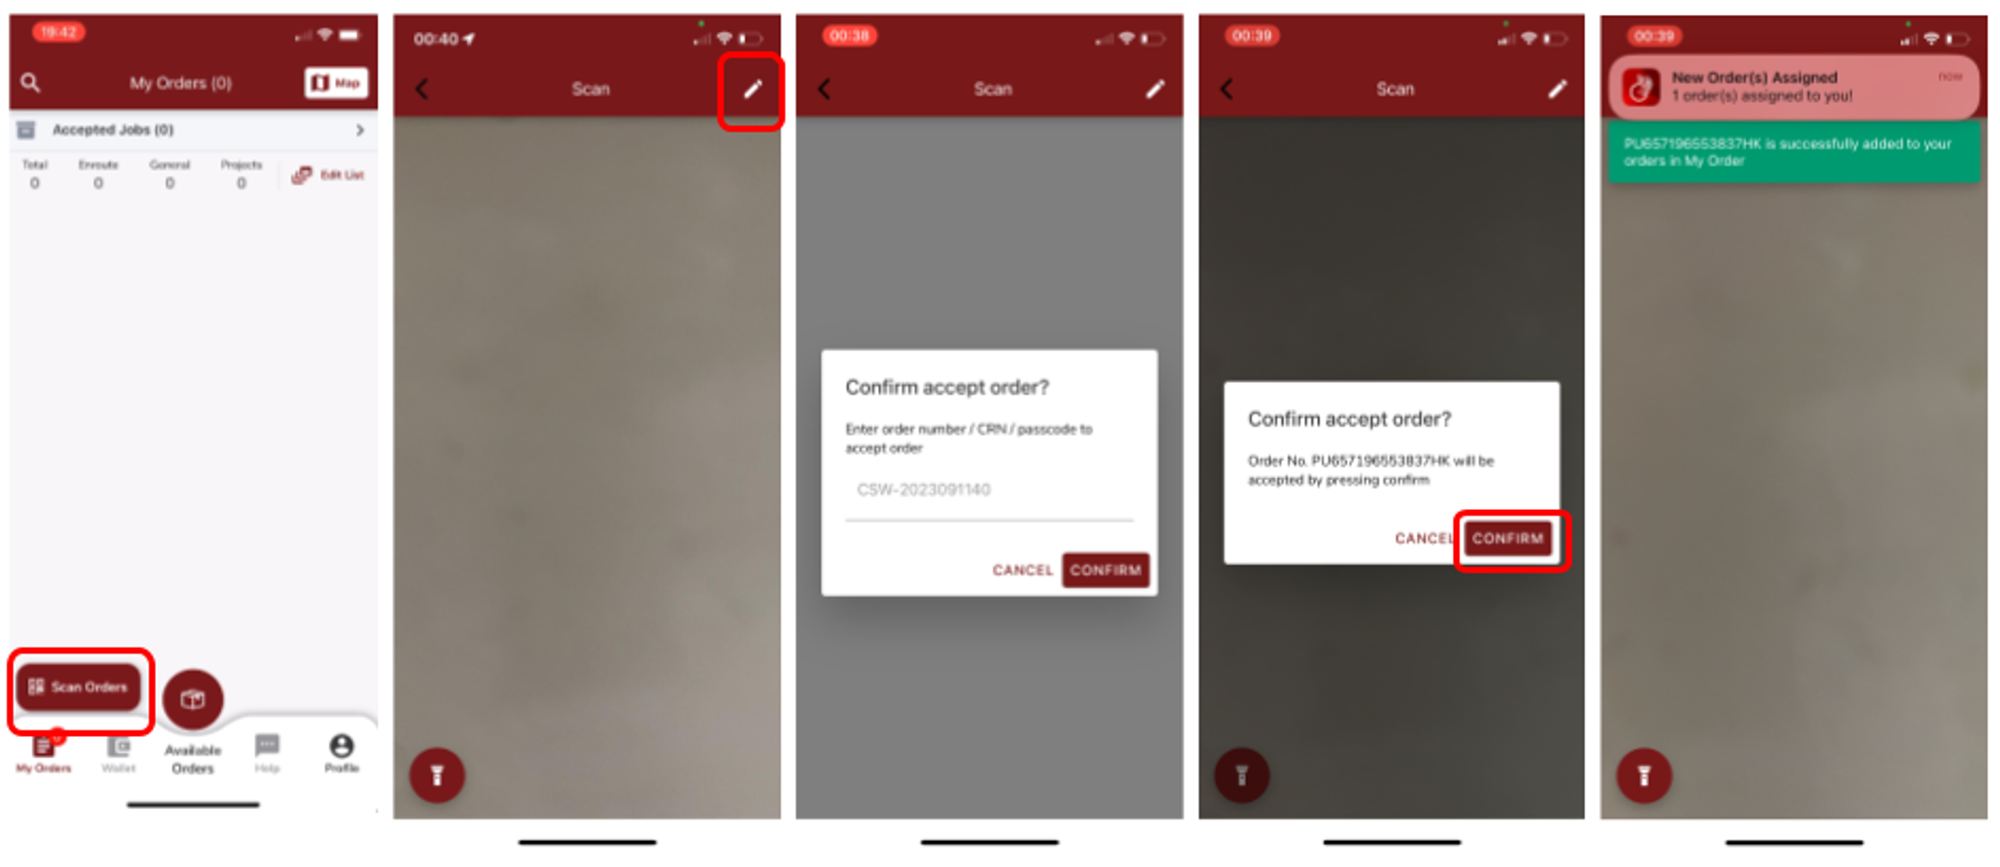 19:42
My Orders (0)
Map
Accepted Jobs (0)
Total
Enroute
General
Projects
0
0
0
0
Edit List
Scan Orders
My Orders
Wallet
Available
Orders
Help
Profile
00:40
Scan
00:38
Scan
Confirm accept order?
Enter order number / CRN / passcode to
accept order
CSW-2023091140
CANCEL
CONFIRM
00:39
Scan
Confirm accept order?
Order No. PU657196553837HK will be
accepted by pressing confirm
CANCEL
CONFIRM
00:39
New Order(s) Assigned
now
1 order(s) assigned to you!
PU657196553837HK is successfully added to your
orders in My Order